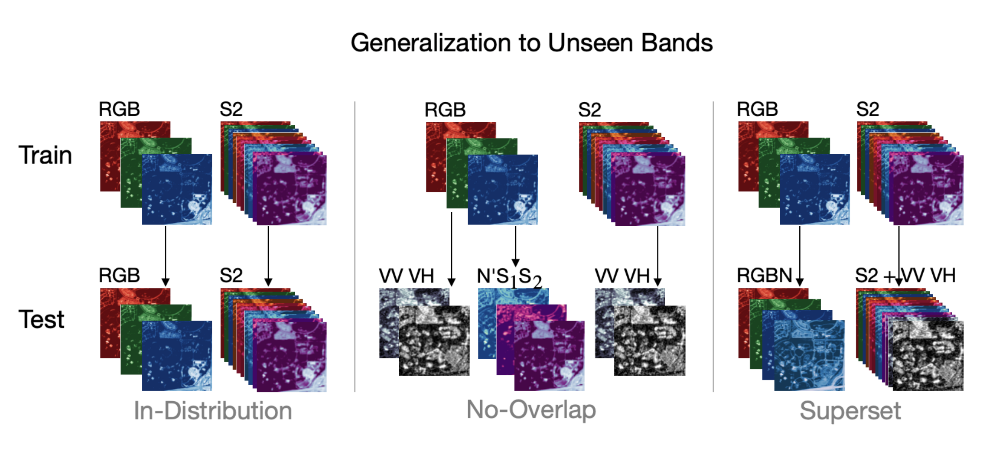 Generalization to Unseen Bands
RGB S2 RGB S2 RGB S2
Train
RGB S2 VV VH N'S₁S₂ VV VH RGBN S2 + VV VH
Test
In-Distribution No-Overlap Superset